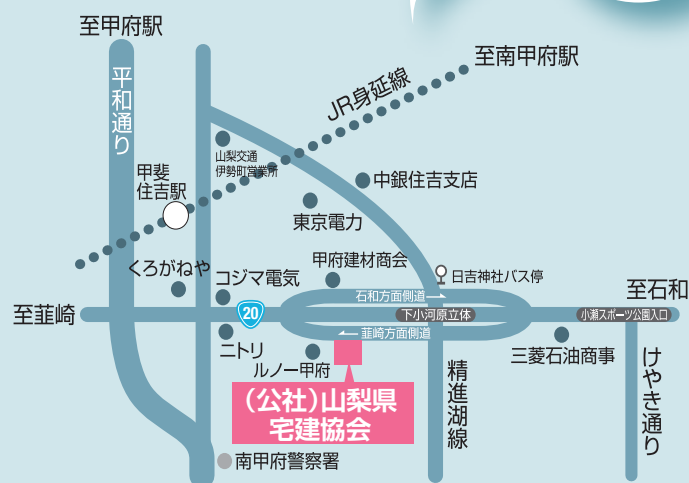 至甲府駅
至南甲府駅
JR身延線
平和通り
山梨交通
伊勢町営業所
甲斐
住吉駅
中銀住吉支店
東京電力
くろがねや
コジマ電気
甲府建材商会
日吉神社バス停
石和方面側道
至石和
至韮崎
20
下小河原立体
小瀬スポーツ公園入口
韮崎方面側道
ニトリ
ルノー甲府
三菱石油商事
精進湖線
けやき通り
(公社)山梨県
宅建協会
南甲府警察署